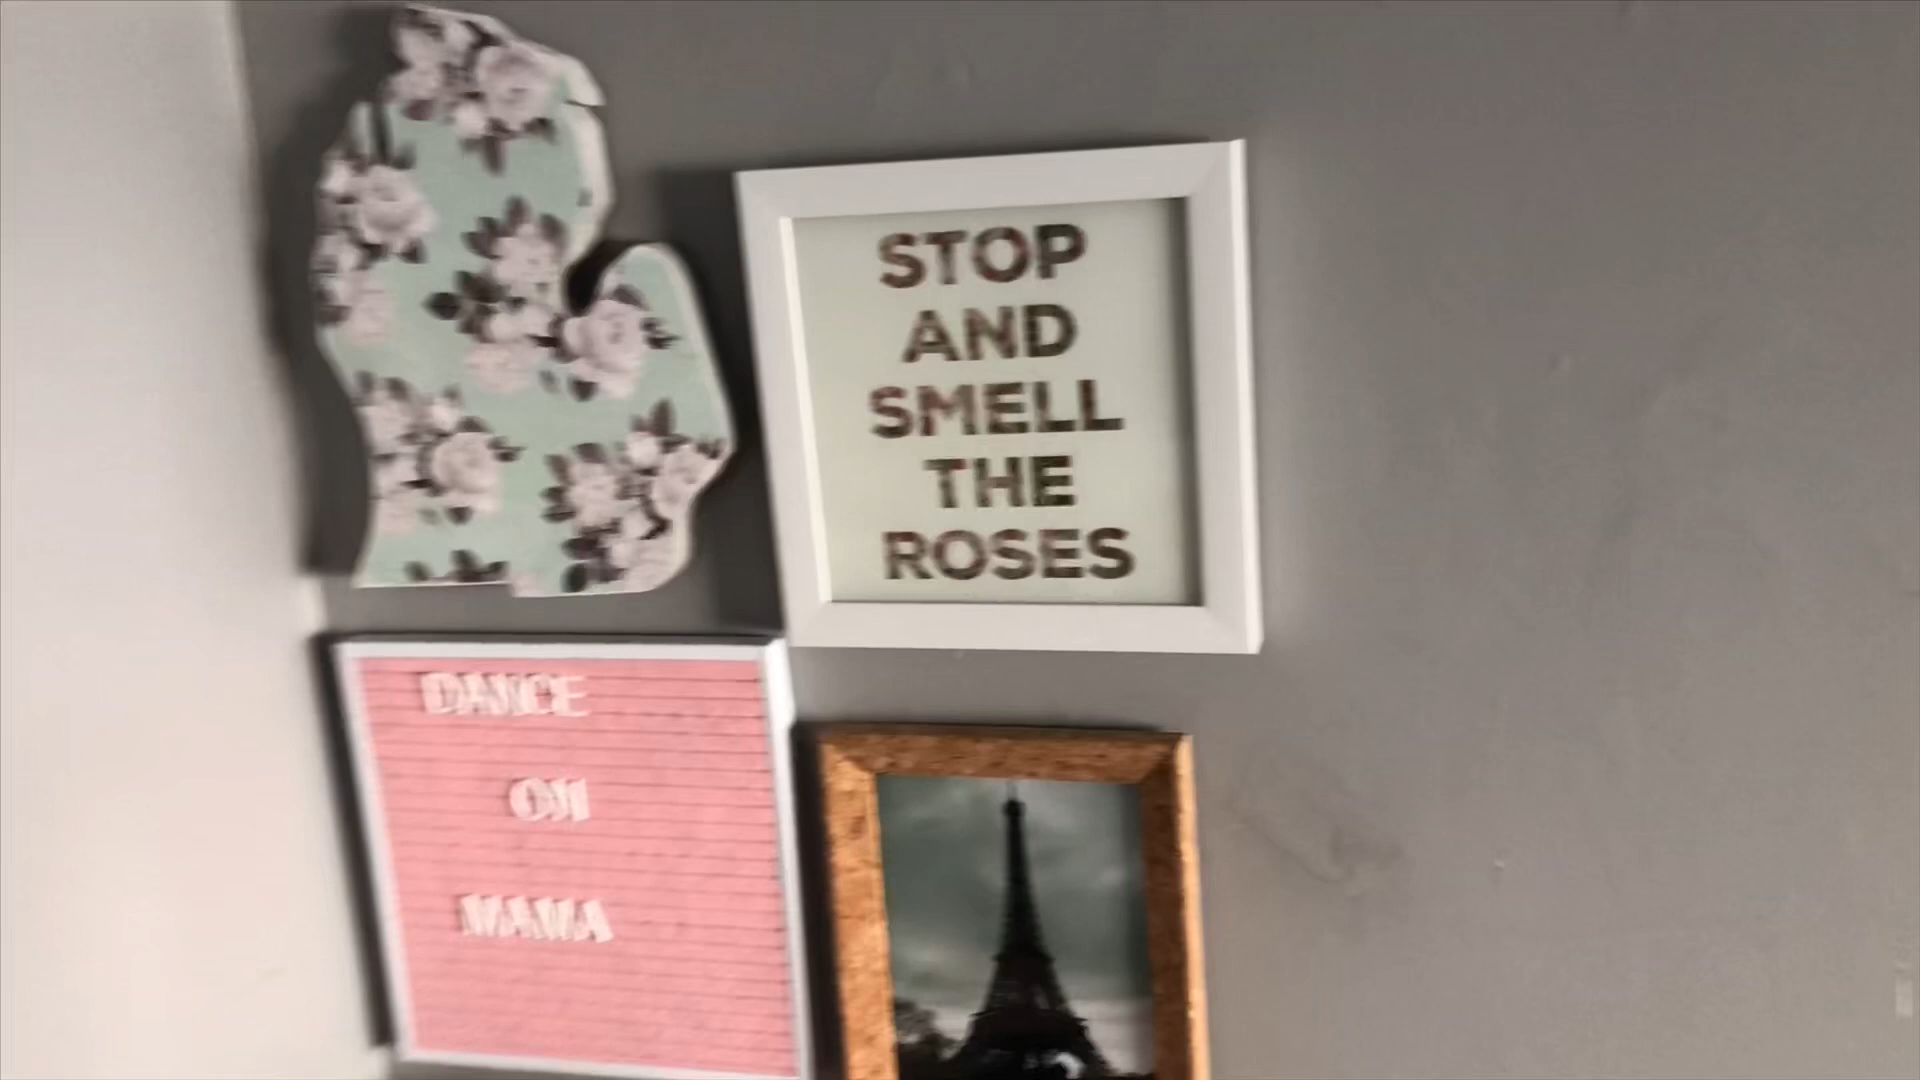 STOP
AND
SMELL
THE
ROSES
DANCE
ON
MAMA